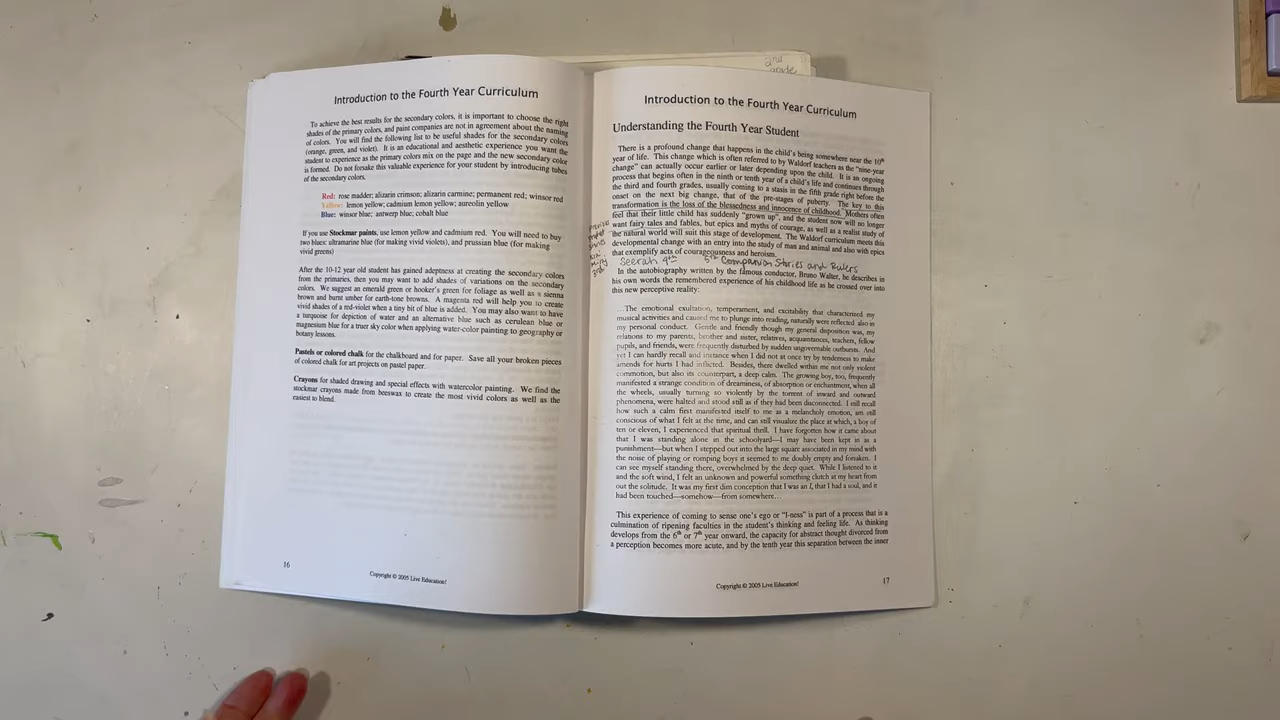 2nd
grade
Introduction to the Fourth Year Curriculum
To achieve the best results for the secondary colors, it is important to choose the right
shades of the primary colors, and paint companies are not in agreement about the naming
of colors. You will find the following list to be useful shades for the secondary colors
(orange, green, and violet). It is an educational and aesthetic experience you want the
student to experience as the primary colors mix on the page and the new secondary color
is formed. Do not forsake this valuable experience for your student by introducing tubes
of the secondary colors.
Red: rose madder; alizarin crimson; alizarin carmine; permanent red; winsor red
Yellow: lemon yellow; cadmium lemon yellow; aureolin yellow
Blue: winsor blue; antwerp blue; cobalt blue
If you use Stockmar paints, use lemon yellow and cadmium red. You will need to buy
two blues: ultramarine blue (for making vivid violets), and prussian blue (for making
vivid greens)
After the 10-12 year old student has gained adeptness at creating the secondary colors
from the primaries, then you may want to add shades of variations on the secondary
colors. We suggest an emerald green or hooker's green for foliage as well as a sienna
brown and burnt umber for earth-tone browns. A magenta red will help you to create
vivid shades of a red-violet when a tiny bit of blue is added. You may also want to have
a turquoise for depiction of water and an alternative blue such as cerulean blue or
magnesium blue for a truer sky color when applying water-color painting to geography or
botany lessons.
Pastels or colored chalk for the chalkboard and for paper. Save all your broken pieces
of colored chalk for art projects on pastel paper.
Crayons for shaded drawing and special effects with watercolor painting. We find the
stockmar crayons made from beeswax to create the most vivid colors as well as the
easiest to blend.
16
Copyright © 2005 Live Education!
Introduction to the Fourth Year Curriculum
Understanding the Fourth Year Student
There is a profound change that happens in the child's being somewhere near the 10th
year of life. This change which is often referred to by Waldorf teachers as the "nine-year
change" can actually occur earlier or later depending upon the child. It is an ongoing
process that begins often in the ninth or tenth year of a child's life and continues through
the third and fourth grades, usually coming to a stasis in the fifth grade right before the
onset on the next big change, that of the pre-stages of puberty. The key to this
transformation is the loss of the blessedness and innocence of childhood. Mothers often
feel that their little child has suddenly "grown up", and the student now will no longer
want fairy tales and fables, but epics and myths of courage, as well as a realist study of
the natural world will suit this stage of development. The Waldorf curriculum meets this
developmental change with an entry into the study of man and animal and also with epics
that exemplify acts of courageousness and heroism.
Seerah 4th 5th Companion Stories and Rulers
3rd
In the autobiography written by the famous conductor, Bruno Walter, he describes in
his own words the remembered experience of his childhood life as he crossed over into
this new perceptive reality:
…The emotional exultation, temperament, and excitability that characterized my
musical activities and caused me to plunge into reading, naturally were reflected also in
my personal conduct. Gentle and friendly though my general disposition was, my
relations to my parents, brother and sister, relatives, acquaintances, teachers, fellow
pupils, and friends, were frequently disturbed by sudden ungovernable outbursts. And
yet I can hardly recall and instance when I did not at once try by tenderness to make
amends for hurts I had inflicted. Besides, there dwelled within me not only violent
commotion, but also its counterpart, a deep calm. The growing boy, too, frequently
manifested a strange condition of dreaminess, of absorption or enchantment, when all
the wheels, usually turning so violently by the torrent of inward and outward
phenomena, were halted and stood still as if they had been disconnected. I still recall
how such a calm first manifested itself to me as a melancholy emotion, am still
conscious of what I felt at the time, and can still visualize the place at which, a boy of
ten or eleven, I experienced that spiritual thrill. I have forgotten how it came about
that I was standing alone in the schoolyard—I may have been kept in as a
punishment—but when I stepped out into the large square associated in my mind with
the noise of playing or romping boys it seemed to me doubly empty and forsaken. I
can see myself standing there, overwhelmed by the deep quiet. While I listened to it
and the soft wind, I felt an unknown and powerful something clutch at my heart from
out the solitude. It was my first dim conception that I was an I, that I had a soul, and it
had been touched—somehow—from somewhere…
This experience of coming to sense one's ego or "I-ness" is part of a process that is a
culmination of ripening faculties in the student's thinking and feeling life. As thinking
develops from the 6th or 7th year onward, the capacity for abstract thought divorced from
a perception becomes more acute, and by the tenth year this separation between the inner
Copyright © 2005 Live Education!
17